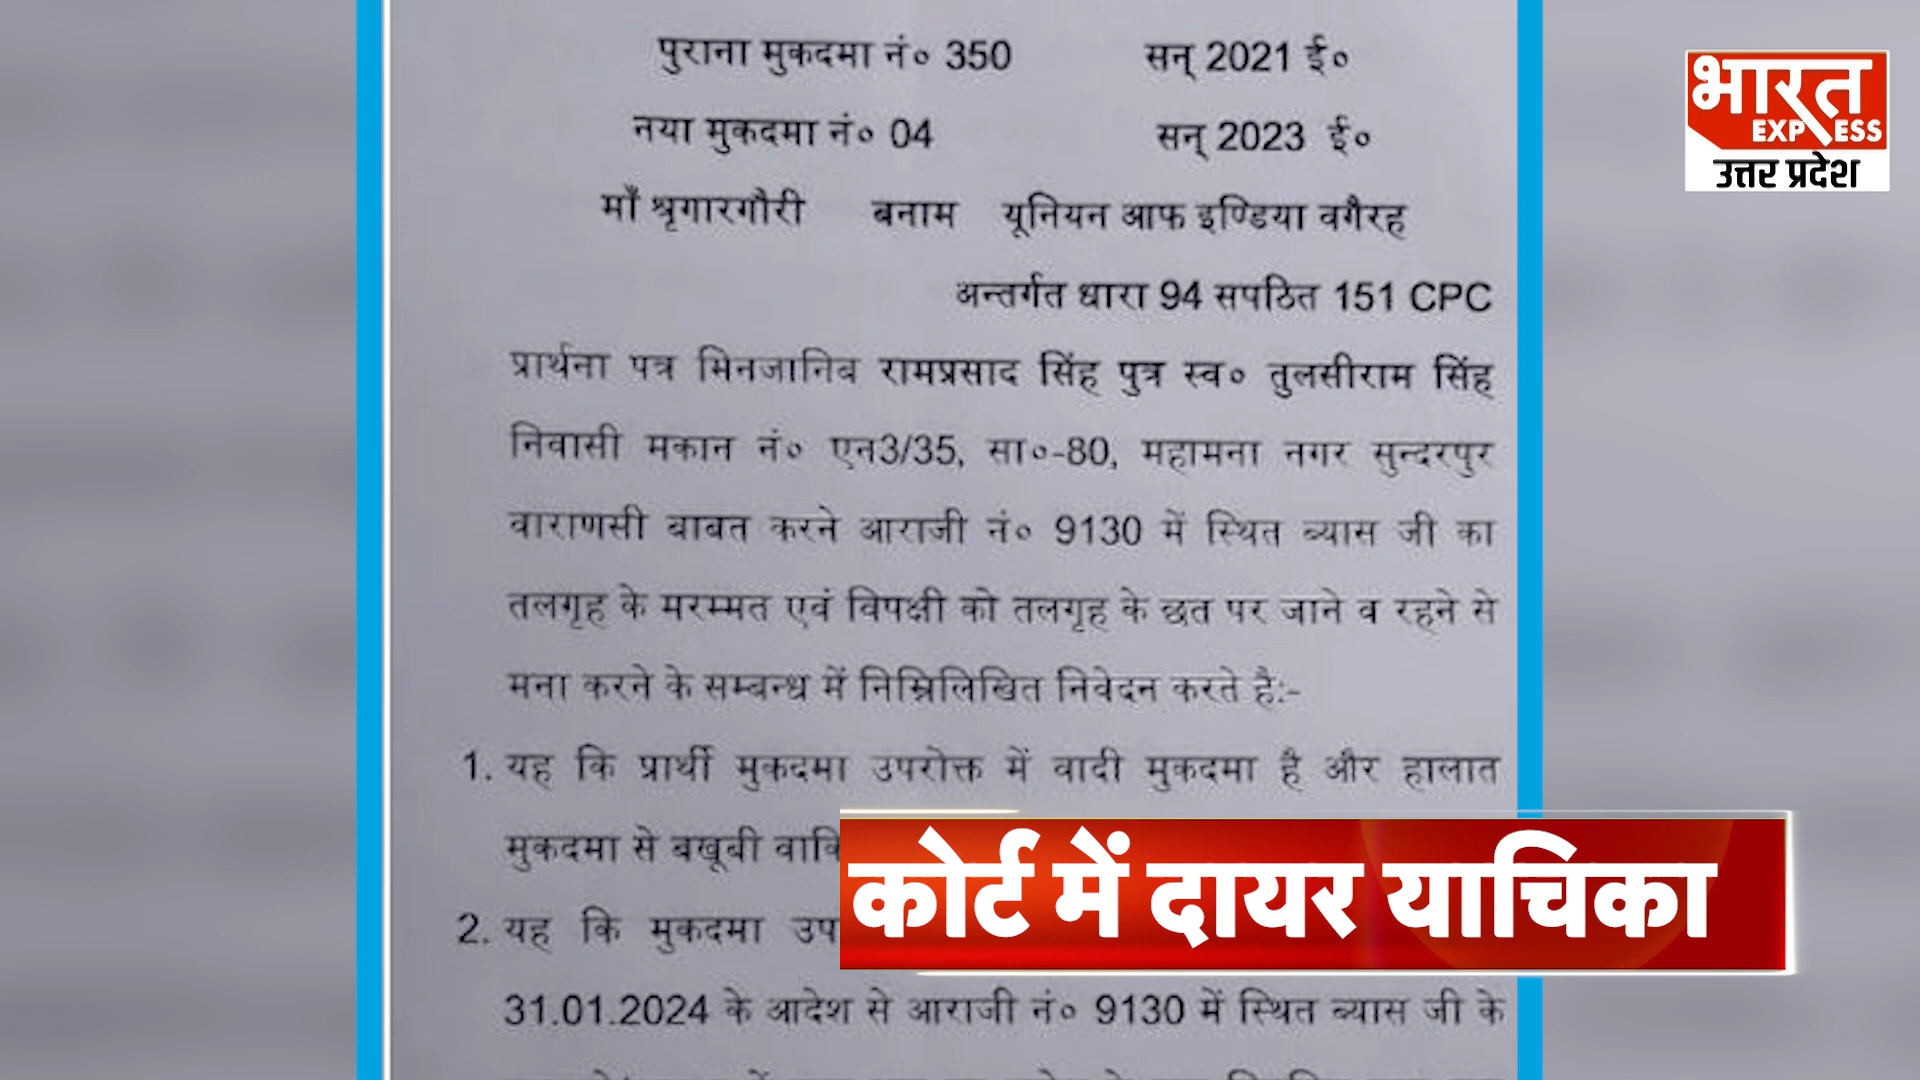 पुराना मुकदमा नं० 350 सन् 2021 ई०
नया मुकदमा नं० 04 सन् 2023 ई०
माँ श्रृगारगौरी बनाम यूनियन आफ इण्डिया वगैरह
अन्तर्गत धारा 94 सपठित 151 CPC
प्रार्थना पत्र मिनजानिब रामप्रसाद सिंह पुत्र स्व० तुलसीराम सिंह
निवासी मकान नं० एन3/35, सा०-80, महामना नगर सुन्दरपुर
वाराणसी बाबत करने आराजी नं० 9130 में स्थित ब्यास जी का
तलगृह के मरम्मत एवं विपक्षी को तलगृह के छत पर जाने व रहने से
मना करने के सम्बन्ध में निम्नलिखित निवेदन करते है:-
1. यह कि प्रार्थी मुकदमा उपरोक्त में वादी मुकदमा है और हालात
मुकदमा से बखूबी
2. यह कि मुकदमा
31.01.2024 के आदेश से आराजी नं० 9130 में स्थित ब्यास जी के
कोर्ट में दायर याचिका
भारत
EXPRESS
उत्तर प्रदेश